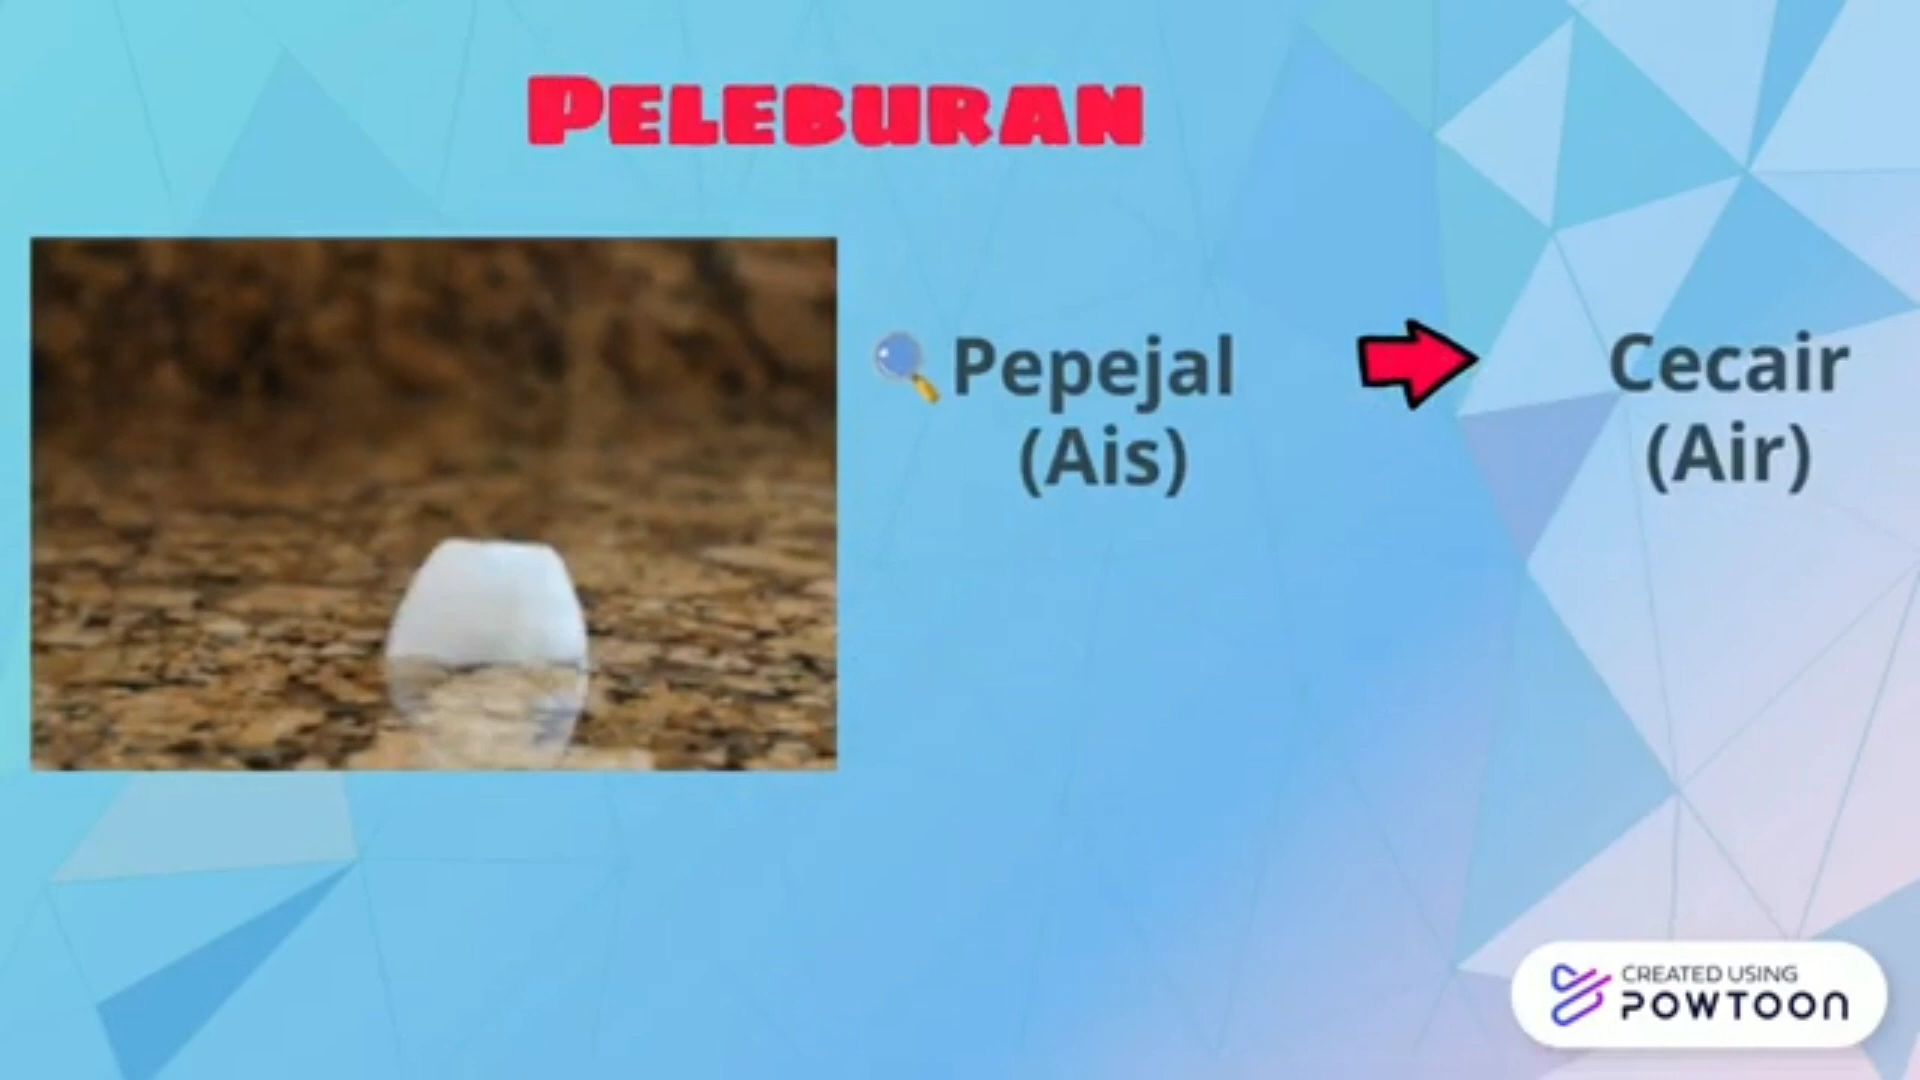 PELEBURAN
Pepejal
(Ais)
Cecair
(Air)
CREATED USING
POWTOON